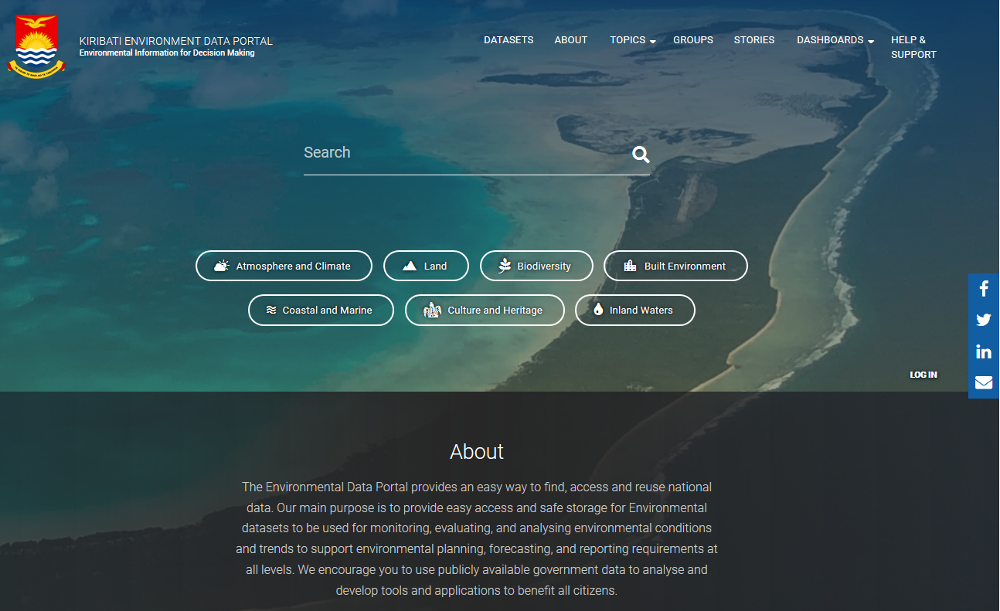 KIRIBATI ENVIRONMENT DATA PORTAL
Environmental Information for Decision Making
DATASETS
ABOUT
TOPICS
GROUPS
STORIES
DASHBOARDS
HELP &
SUPPORT
Search
Atmosphere and Climate
Land
Biodiversity
Built Environment
Coastal and Marine
Culture and Heritage
Inland Waters
LOG IN
About
The Environmental Data Portal provides an easy way to find, access and reuse national
data. Our main purpose is to provide easy access and safe storage for Environmental
datasets to be used for monitoring, evaluating, and analysing environmental conditions
and trends to support environmental planning, forecasting, and reporting requirements at
all levels. We encourage you to use publicly available government data to analyse and
develop tools and applications to benefit all citizens.